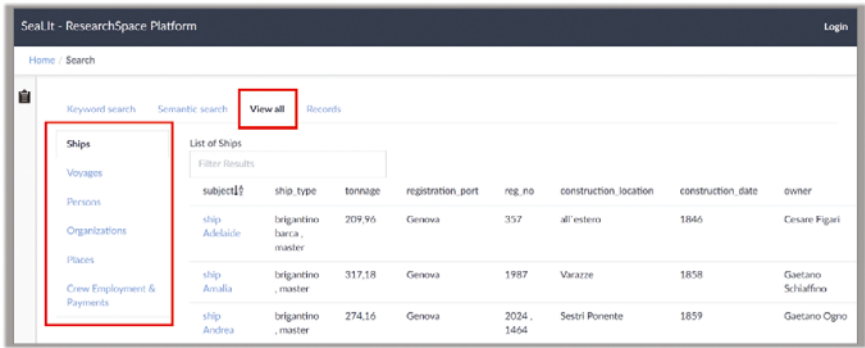 SeaLIt - ResearchSpace Platform Login
Home / Search
Keyword search Semantic search View all Records
Ships
Voyages
Persons
Organizations
Places
Crew Employment &
Payments
List of Ships
Filter Results
subject ship_type tonnage registration_port reg_no construction_location construction_date owner
ship brigantino 209,96 Genova 357 all'estero 1846 Cesare Figari
Adelaide barca ,
master
ship brigantino 317,18 Genova 1987 Varazze 1858 Gaetano
Amalia , master Schiaffino
ship brigantino 274,16 Genova 2024 , Sestri Ponente 1859 Gaetano Ogno
Andrea , master 1464